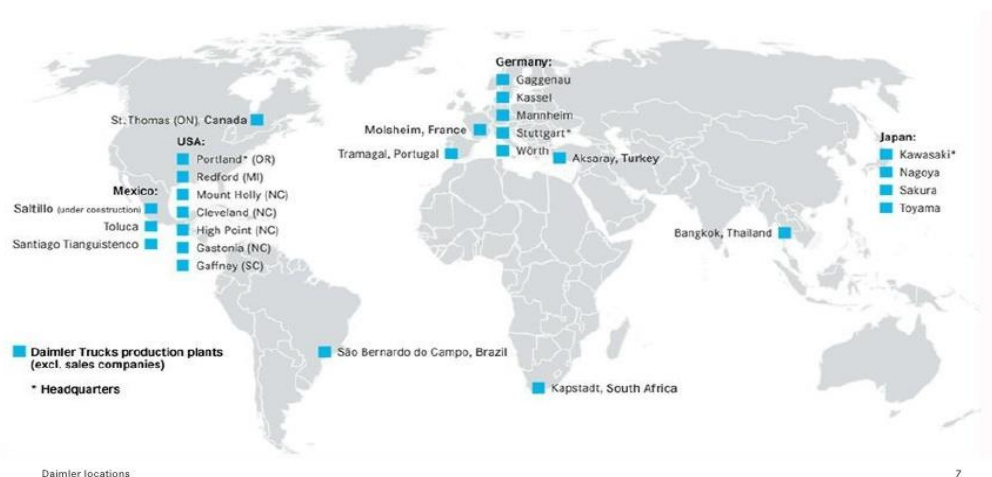 Germany:
Gaggenau
Kassel
Mannheim
Stuttgart*
Wörth
St.Thomas (ON), Canada
USA:
Portland* (OR)
Redford (MI)
Mount Holly (NC)
Cleveland (NC)
High Point (NC)
Gastonia (NC)
Gaffney (SC)
Mexico:
Saltillo (under construction)
Toluca
Santiago Tianguistenco
Molsheim, France
Tramagal, Portugal
Aksaray, Turkey
Japan:
Kawasaki*
Nagoya
Sakura
Toyama
Bangkok, Thailand
São Bernardo do Campo, Brazil
Kapstadt, South Africa
Daimler Trucks production plants
(excl. sales companies)
* Headquarters
Daimler locations
7